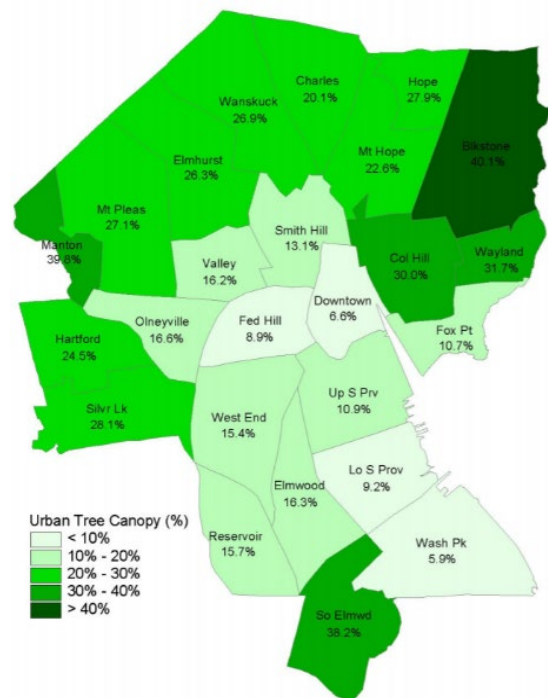 Charles
20.1%
Hope
27.9%
Wanskuck
26.9%
Blkstone
40.1%
Mt Hope
22.6%
Elmhurst
26.3%
Mt Pleas
27.1%
Smith Hill
13.1%
Manton
39.8%
Valley
16.2%
Col Hill
30.0%
Wayland
31.7%
Downtown
6.6%
Olneyville
16.6%
Fed Hill
8.9%
Fox Pt
10.7%
Hartford
24.5%
Up S Prv
10.9%
Silvr Lk
28.1%
West End
15.4%
Lo S Prov
9.2%
Elmwood
16.3%
Reservoir
15.7%
Wash Pk
5.9%
So Elmwd
38.2%
Urban Tree Canopy (%)
< 10%
10% - 20%
20% - 30%
30% - 40%
> 40%